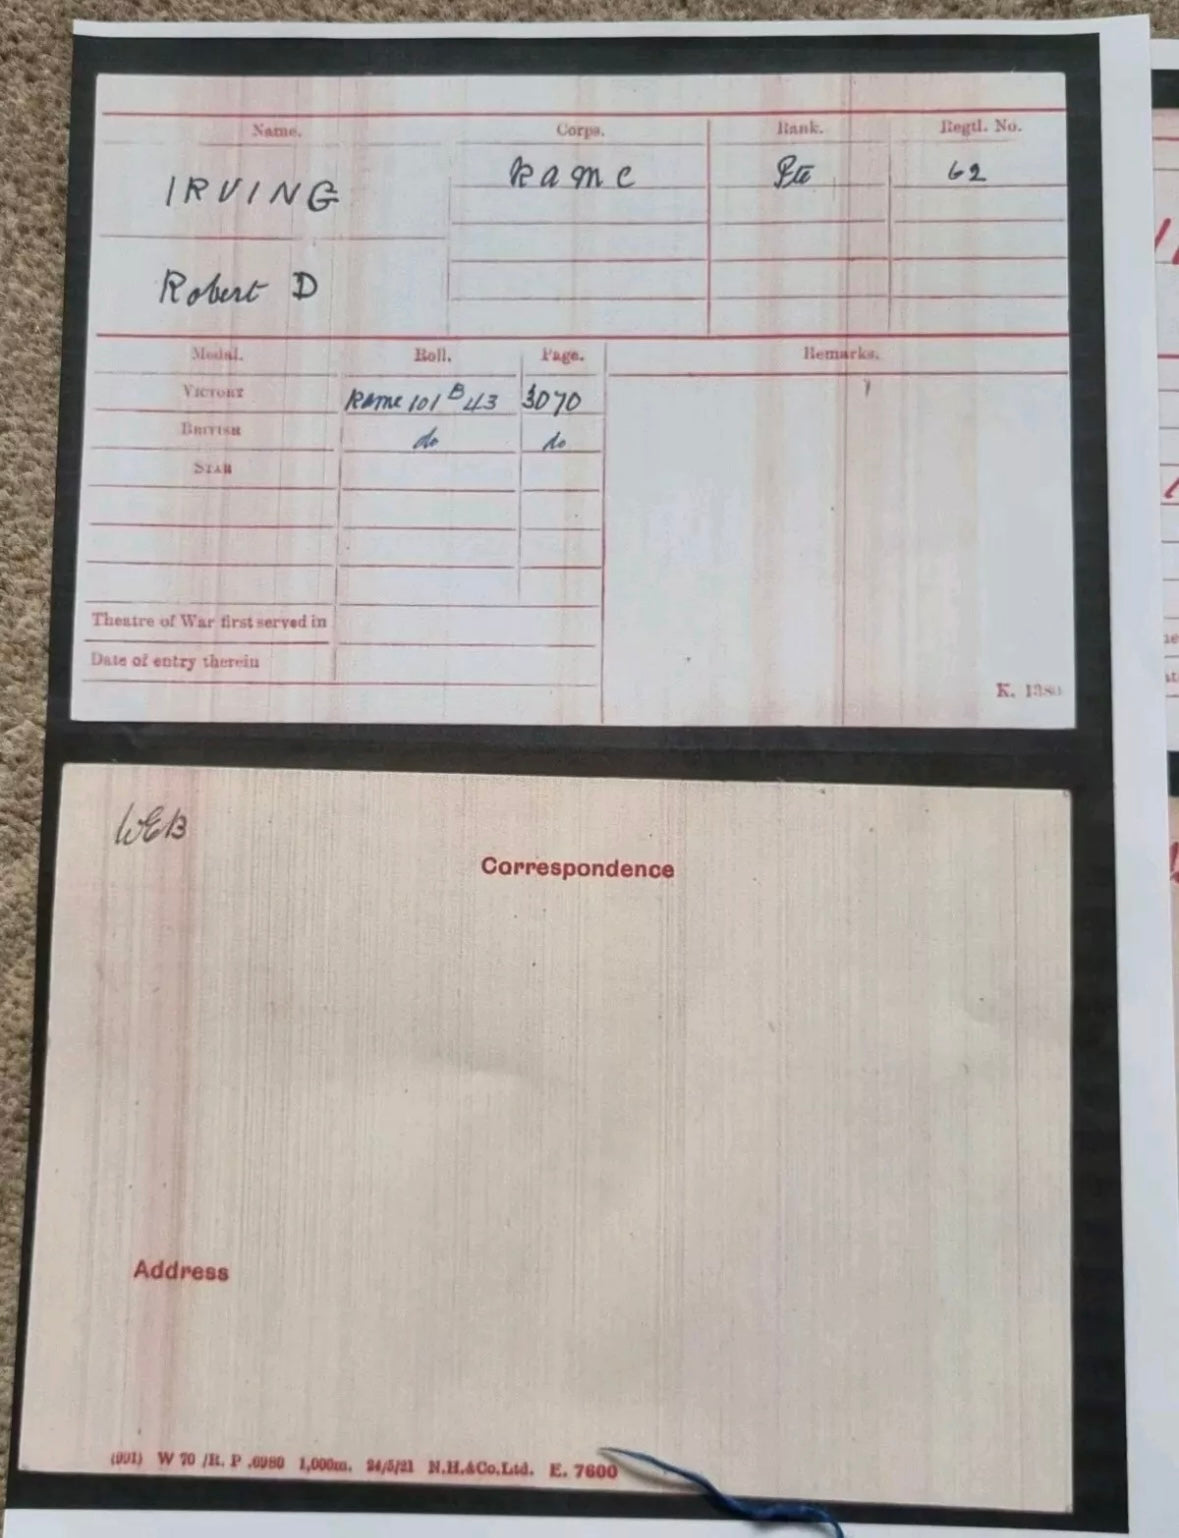 Name. Corps. Rank. Regtl. No.
IRVING RAMC Pte 62
Robert D
Medal. Roll. Page. Remarks.
VICTORY RAMC 101 B 43 3070
BRITISH do do
STAR
Theatre of War first served in
Date of entry therein
K. 1380
WEB
Correspondence
Address
(991) W 70 /R. P .6980 1,000m. 24/5/21 N.H.&Co.Ltd. E. 7600